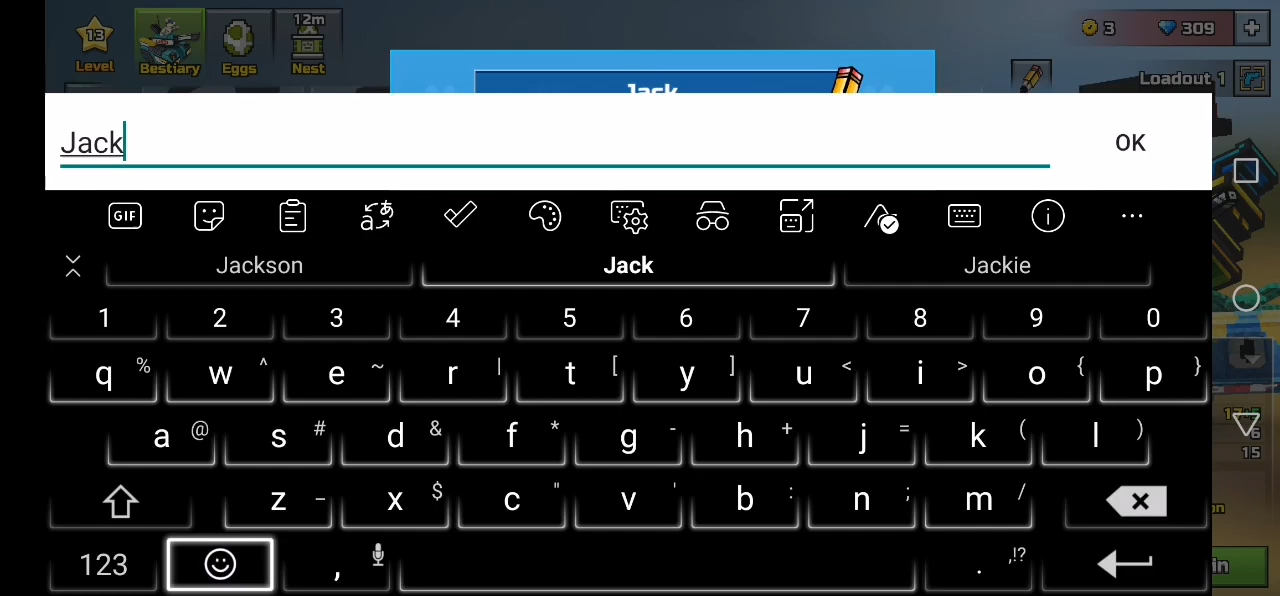 13
12m
3
309
Level
Bestiary
Eggs
Nest
Loadout 1
Jack
Jack
OK
GIF
Jackson
Jack
Jackie
1 2 3 4 5 6 7 8 9 0
q % w ^ e ~ r | t [ y ] u < i > o { p }
a @ s # d & f * g - h + j = k ( l )
15
z _ x $ c " v ' b : n ; m /
123 , . ,!?